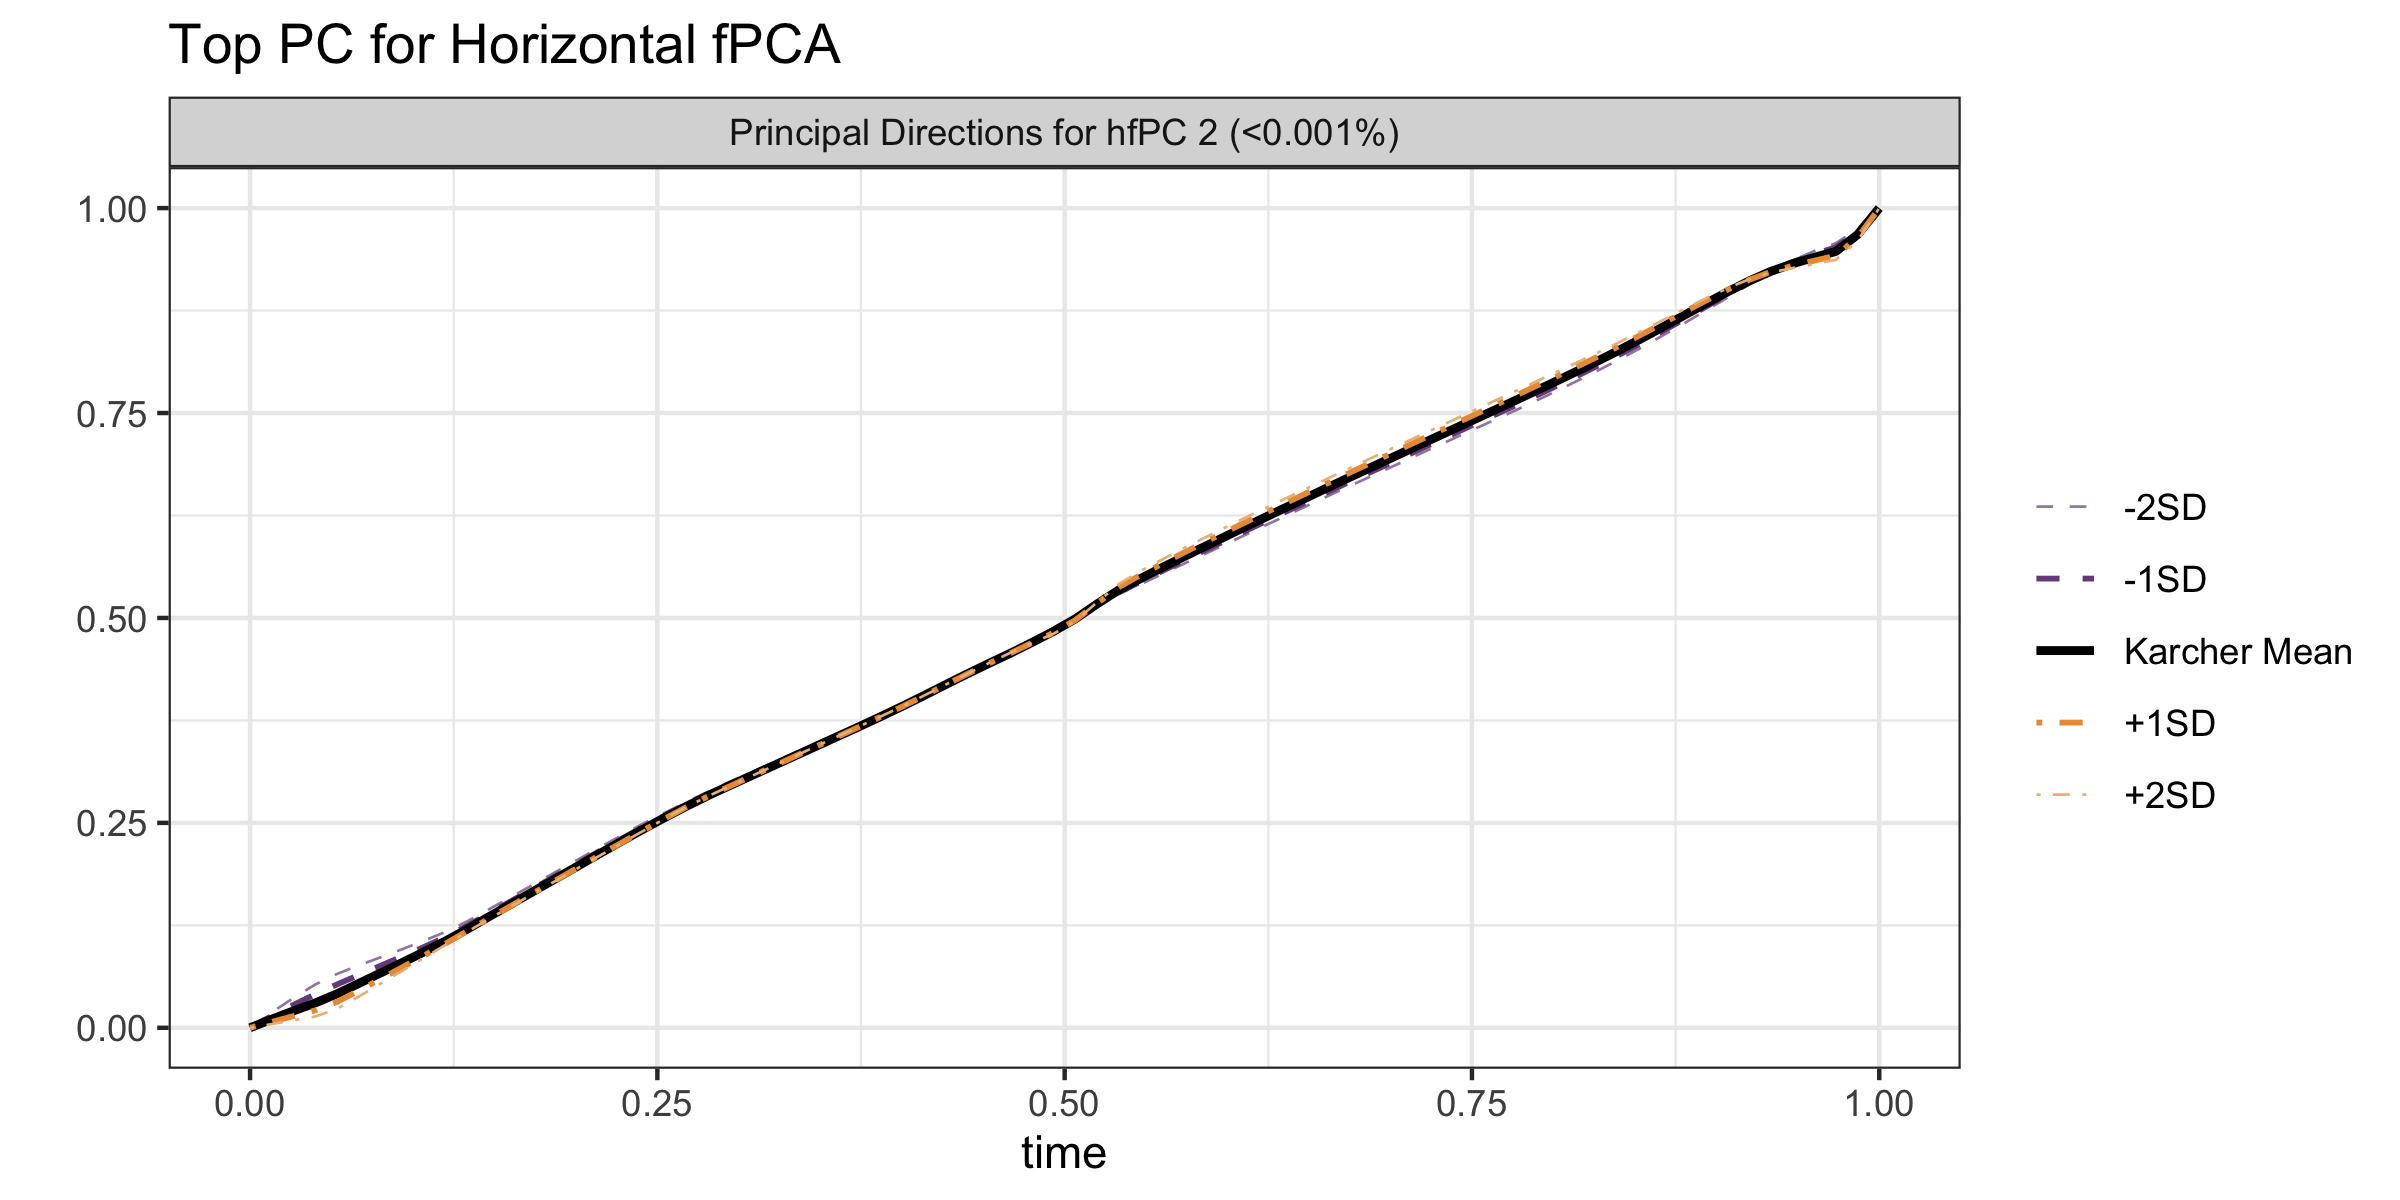 Top PC for Horizontal fPCA
Principal Directions for hfPC 2 (<0.001%)
1.00
0.75
0.50
0.25
0.00
0.00 0.25 0.50 0.75 1.00
time
-2SD
-1SD
Karcher Mean
+1SD
+2SD